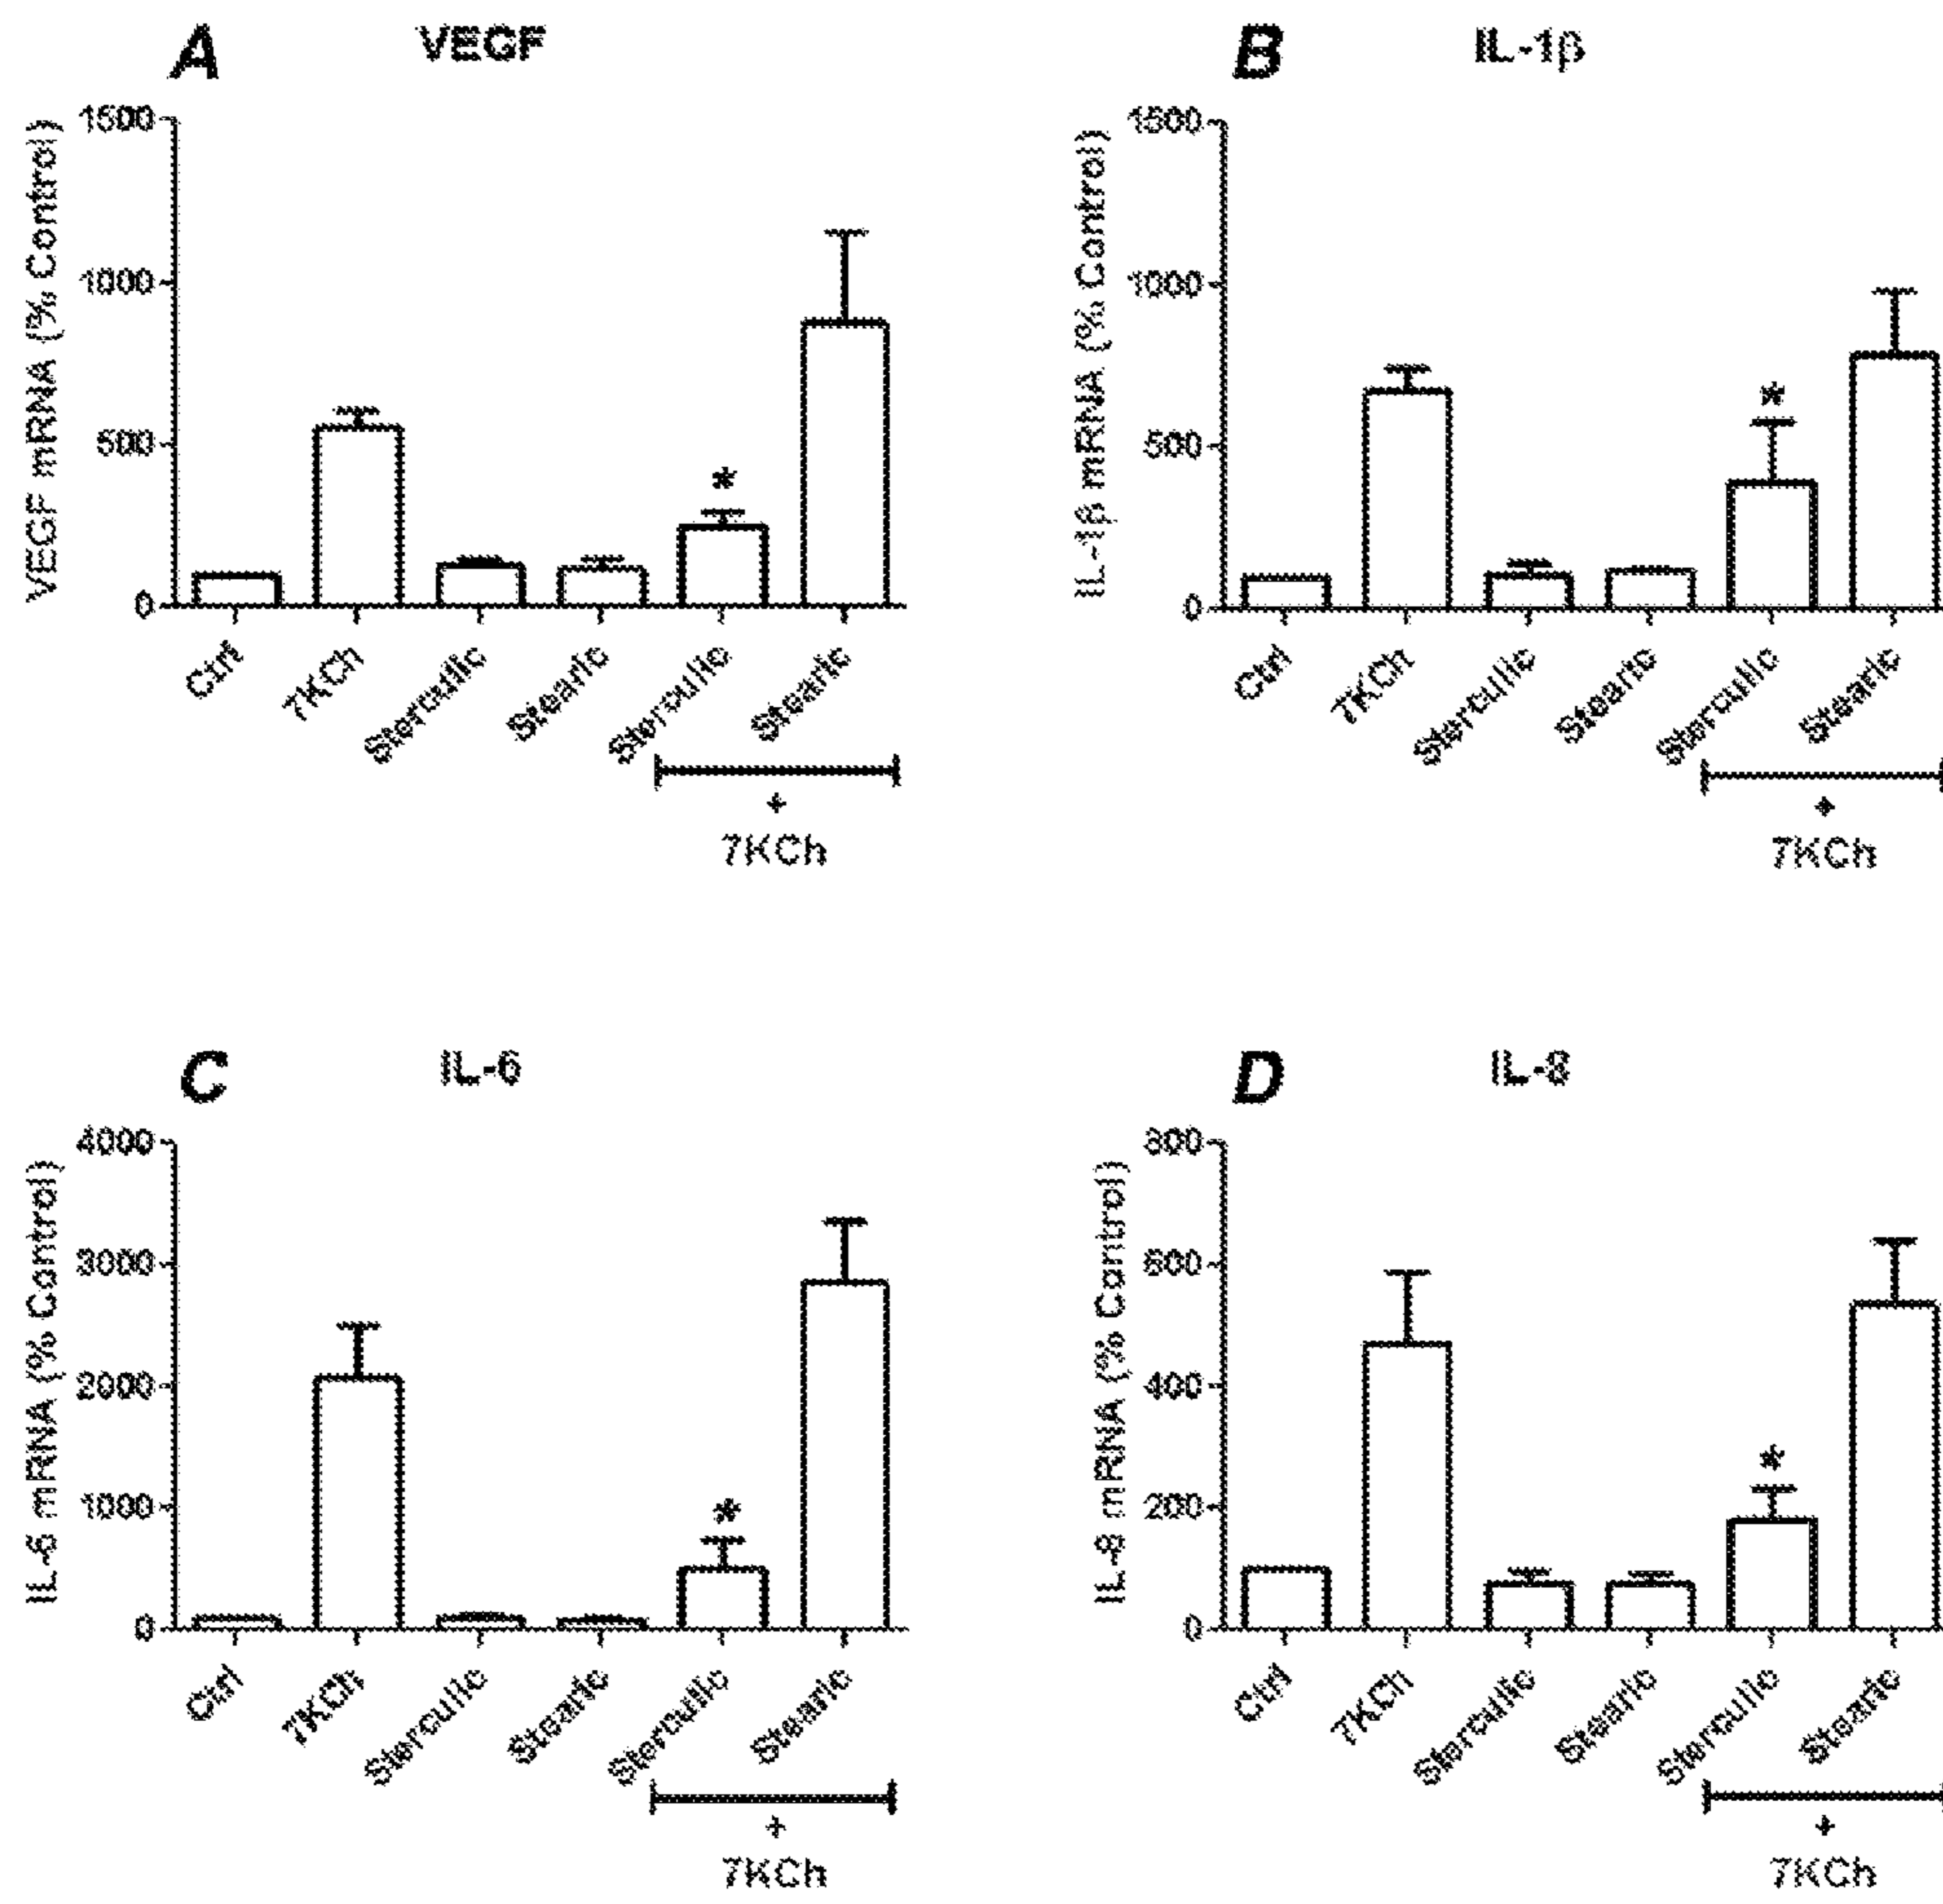 A VEGF
VEGF mRNA (% Control)
1500
1000
500
0
Ctrl
7KCh
Sterculic
Stearic
Sterculic
Stearic
+
7KCh
B IL-1β
IL-1β mRNA (% Control)
1500
1000
500
0
Ctrl
7KCh
Sterculic
Stearic
Sterculic
Stearic
*
*
+
7KCh
C IL-6
IL-6 mRNA (% Control)
4000
3000
2000
1000
0
Ctrl
7KCh
Sterculic
Stearic
Sterculic
Stearic
*
+
7KCh
D IL-8
IL-8 mRNA (% Control)
800
600
400
200
0
Ctrl
7KCh
Sterculic
Stearic
Sterculic
Stearic
*
+
7KCh